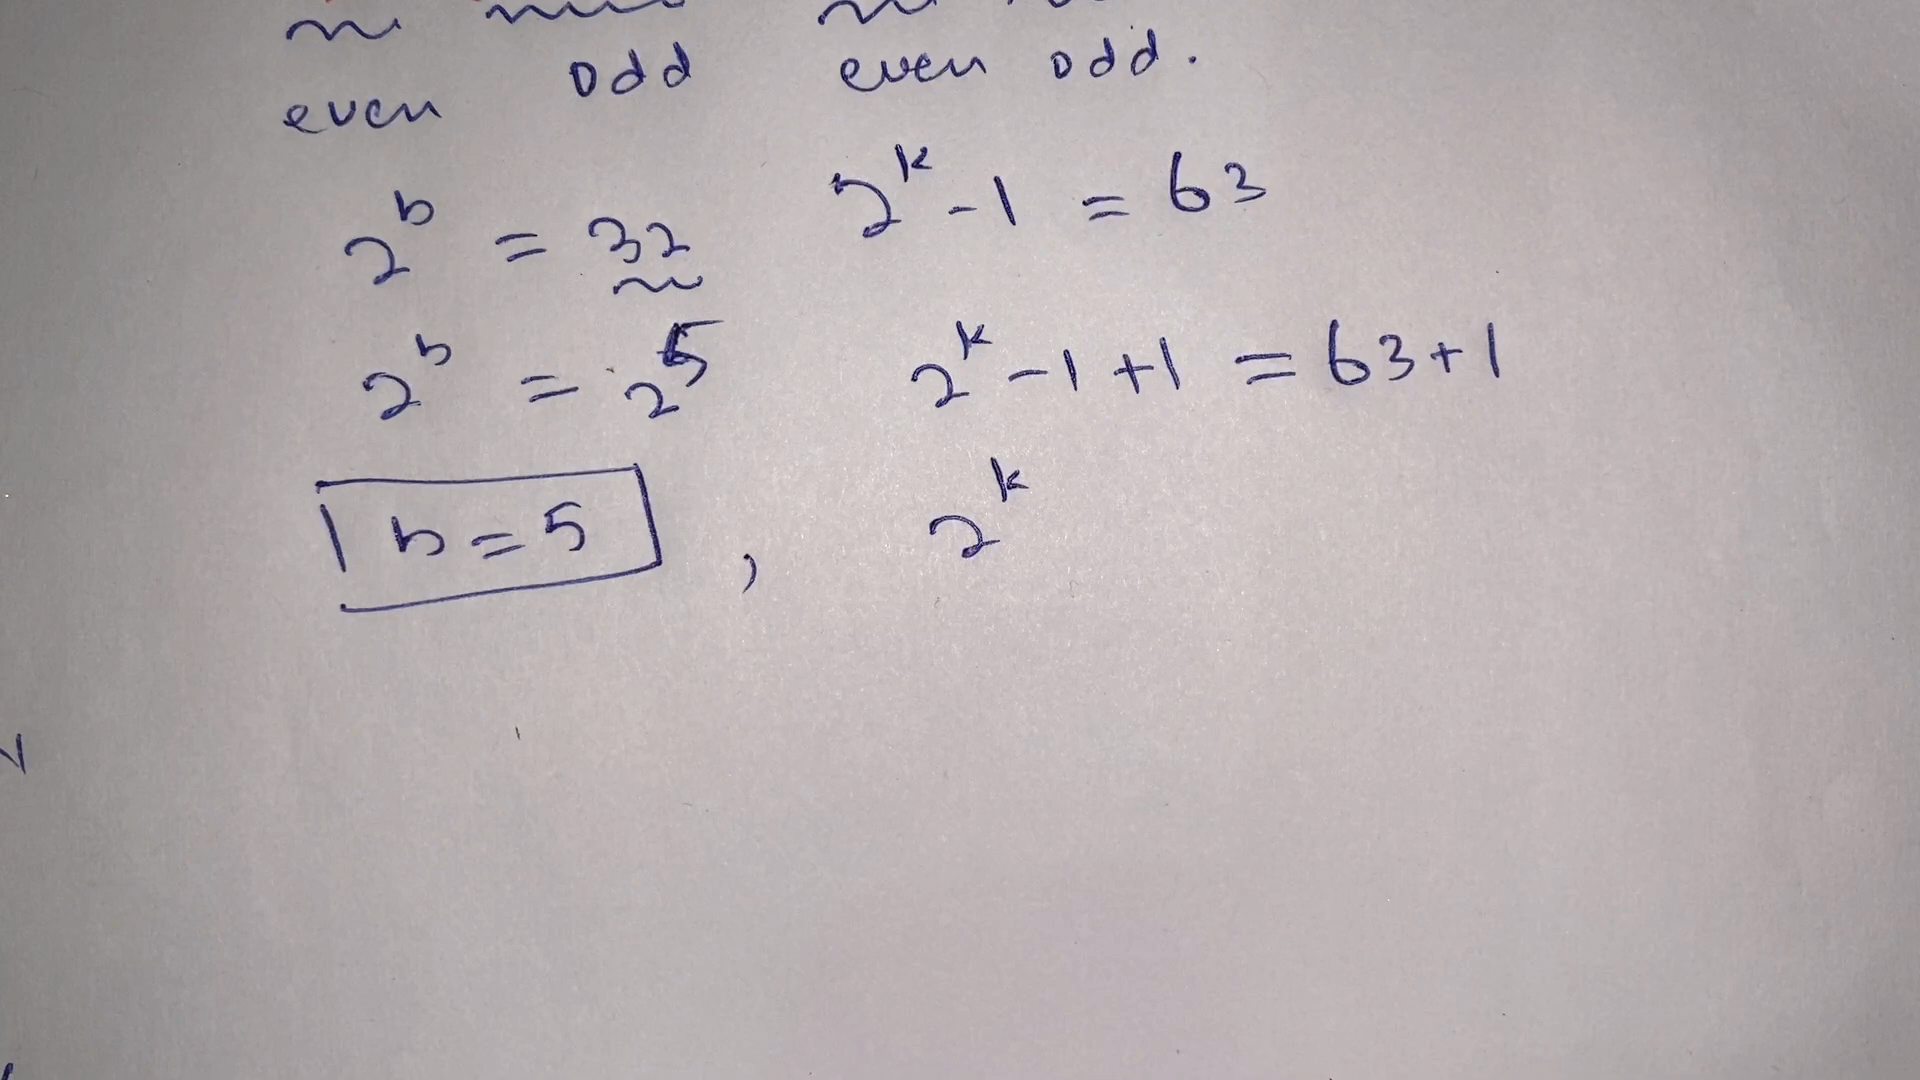 even odd even odd.
2^b = 32 2^k - 1 = 63
2^b = 2^5 2^k - 1 + 1 = 63 + 1
b = 5 , 2^k